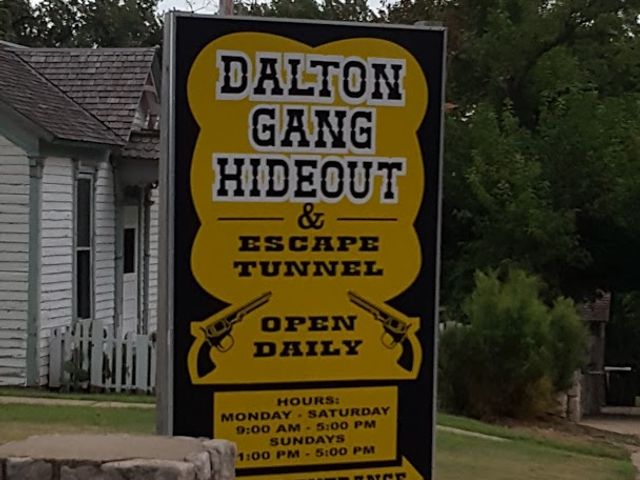 DALTON
GANG
HIDEOUT
&
ESCAPE
TUNNEL
OPEN
DAILY
HOURS:
MONDAY - SATURDAY
9:00 AM - 5:00 PM
SUNDAYS
1:00 PM - 5:00 PM
ENTRANCE